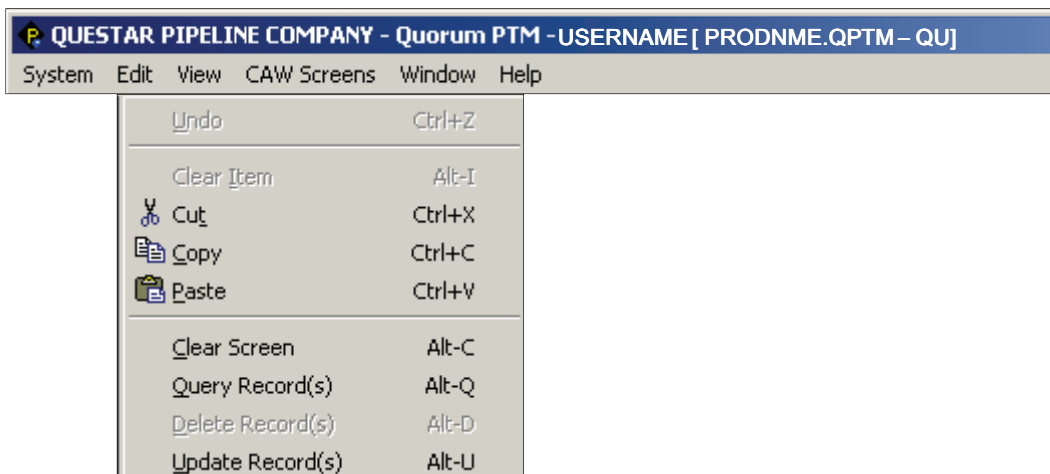 QUESTAR PIPELINE COMPANY - Quorum PTM -USERNAME [ PRODNME.QPTM – QU]
System Edit View CAW Screens Window Help
Undo Ctrl+Z
Clear Item Alt-I
Cut Ctrl+X
Copy Ctrl+C
Paste Ctrl+V
Clear Screen Alt-C
Query Record(s) Alt-Q
Delete Record(s) Alt-D
Update Record(s) Alt-U